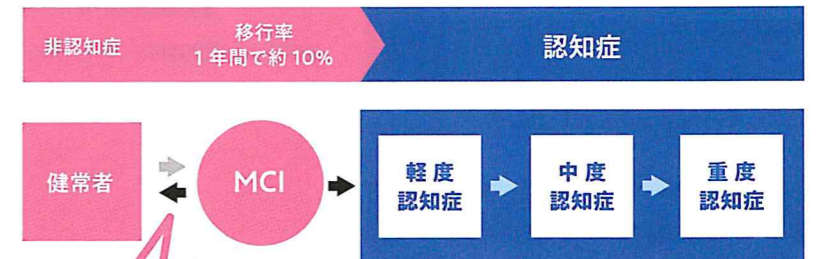 非認知症
移行率
1年間で約10%
認知症
健常者
MCI
軽度
認知症
中度
認知症
重度
認知症